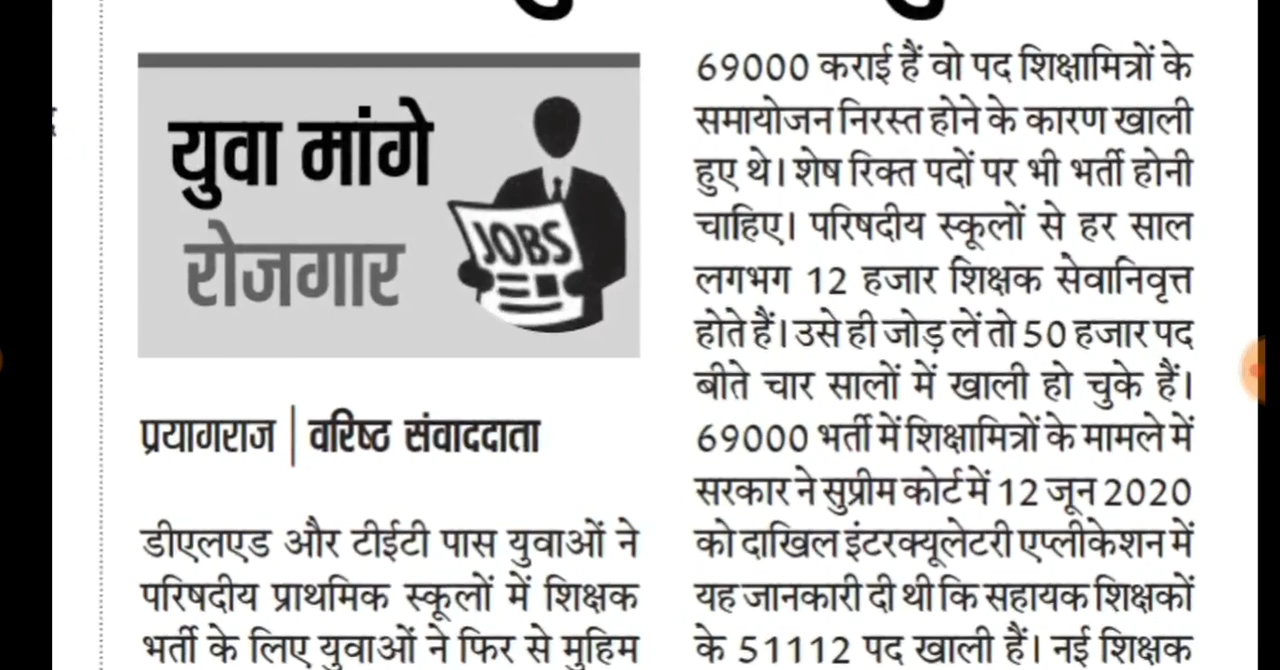 युवा मांगे
रोजगार
JOBS
प्रयागराज | वरिष्ठ संवाददाता
डीएलएड और टीईटी पास युवाओं ने
परिषदीय प्राथमिक स्कूलों में शिक्षक
भर्ती के लिए युवाओं ने फिर से मुहिम
69000 कराई हैं वो पद शिक्षामित्रों के
समायोजन निरस्त होने के कारण खाली
हुए थे। शेष रिक्त पदों पर भी भर्ती होनी
चाहिए। परिषदीय स्कूलों से हर साल
लगभग 12 हजार शिक्षक सेवानिवृत्त
होते हैं। उसे ही जोड़ लें तो 50 हजार पद
बीते चार सालों में खाली हो चुके हैं।
69000 भर्ती में शिक्षामित्रों के मामले में
सरकार ने सुप्रीम कोर्ट में 12 जून 2020
को दाखिल इंटरक्यूलेटरी एप्लीकेशन में
यह जानकारी दी थी कि सहायक शिक्षकों
के 51112 पद खाली हैं। नई शिक्षक